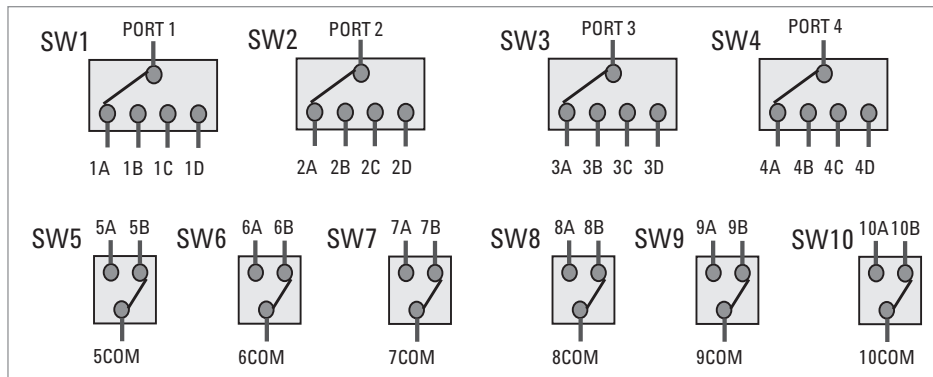 SW1 PORT 1 SW2 PORT 2 SW3 PORT 3 SW4 PORT 4
1A 1B 1C 1D 2A 2B 2C 2D 3A 3B 3C 3D 4A 4B 4C 4D
SW5 5A 5B SW6 6A 6B SW7 7A 7B SW8 8A 8B SW9 9A 9B SW10 10A 10B
5COM 6COM 7COM 8COM 9COM 10COM